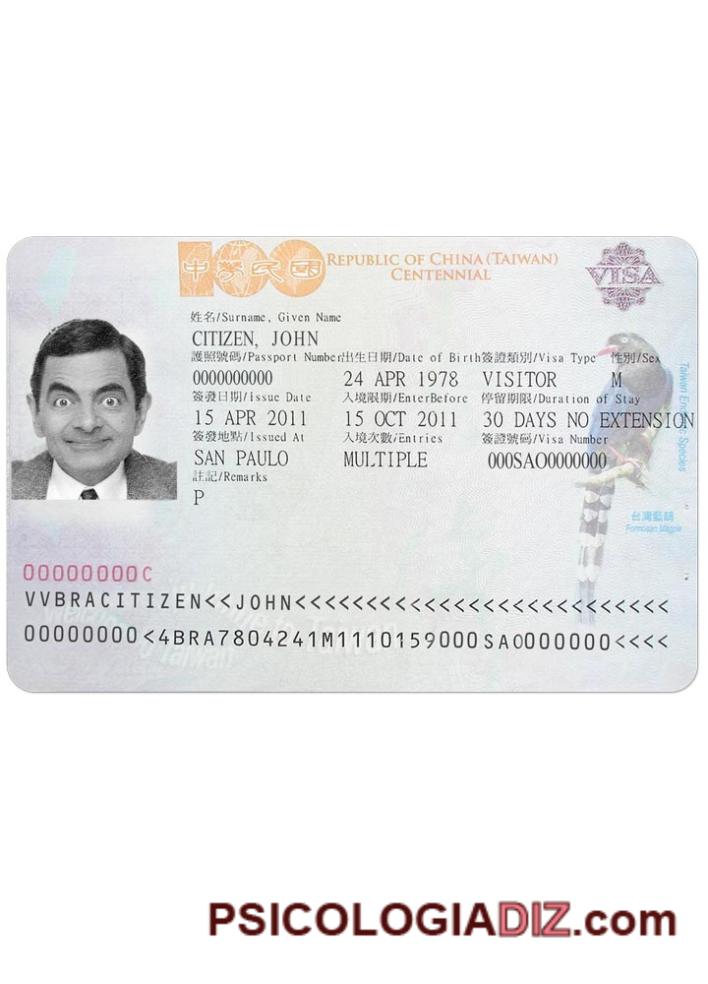 中華民國
REPUBLIC OF CHINA (TAIWAN)
CENTENNIAL
VISA
姓名/Surname, Given Name
CITIZEN, JOHN
護照號碼/Passport Number 出生日期/Date of Birth 簽證類別/Visa Type 性別/Sex
0000000000 24 APR 1978 VISITOR M
簽發日期/issue Date 入境限期/EnterBefore 停留期限/Duration of Stay
15 APR 2011 15 OCT 2011 30 DAYS NO EXTENSION
簽發地點/Issued At 入境次數/Entries 簽證號碼/Visa Number
SAN PAULO MULTIPLE 000SAO0000000
註記/Remarks
P
台灣藍鵲
Formosan Magpie
00000000C
VVBRACITIZEN<<JOHN<<<<<<<<<<<<<<<<<<<<<<<<<<
00000000<4BRA7804241M1110159000SAO000000<<<<
PSICOLOGIADIZ.com